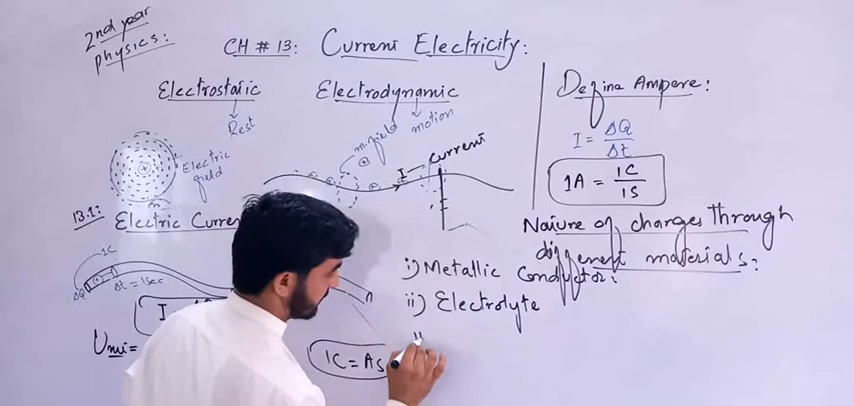 2nd year
physics:
CH # 13: Current Electricity:
Electrostatic
Rest
Electrodynamic
motion
Electric
field
m.field
I
current
13.1: Electric Curren
1C
ΔQ
Δt = 1sec
I
Unit=
1C = AS
Define Ampere:
I = ΔQ/Δt
1A = 1C/1S
Nature of charges Through
different materials:
i) Metallic Conductor:
ii) Electrolyte